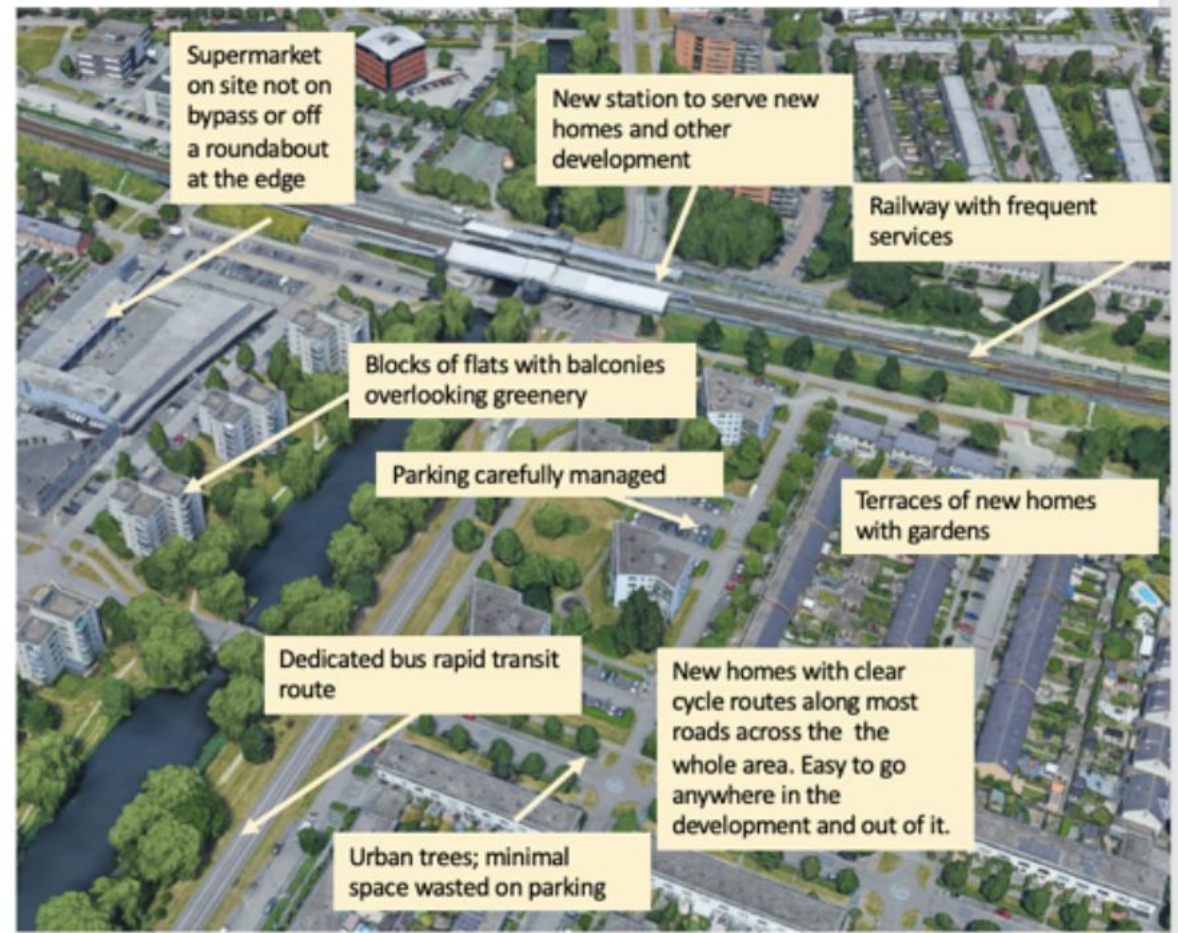 Supermarket
on site not on
bypass or off
a roundabout
at the edge
New station to serve new
homes and other
development
Railway with frequent
services
Blocks of flats with balconies
overlooking greenery
Parking carefully managed
Terraces of new homes
with gardens
Dedicated bus rapid transit
route
New homes with clear
cycle routes along most
roads across the the
whole area. Easy to go
anywhere in the
development and out of it.
Urban trees; minimal
space wasted on parking